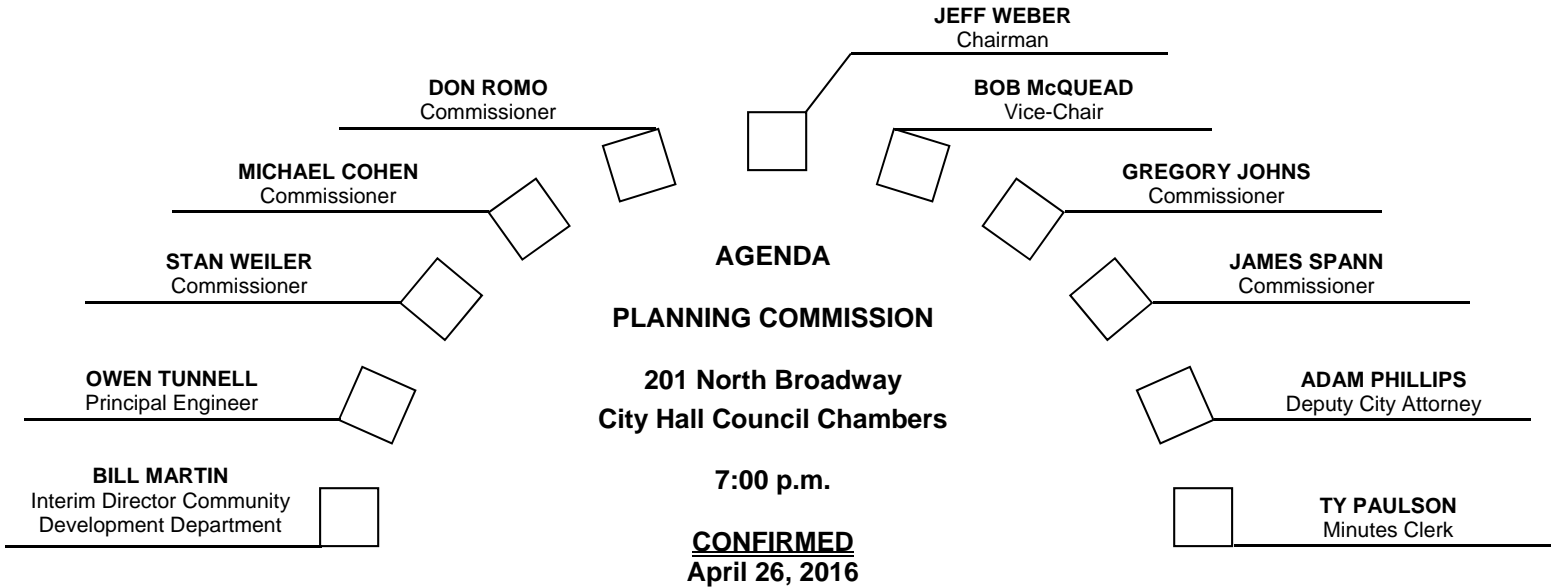 JEFF WEBER
Chairman
DON ROMO
Commissioner
BOB McQUEAD
Vice-Chair
MICHAEL COHEN
Commissioner
GREGORY JOHNS
Commissioner
STAN WEILER
Commissioner
JAMES SPANN
Commissioner
OWEN TUNNELL
Principal Engineer
ADAM PHILLIPS
Deputy City Attorney
BILL MARTIN
Interim Director Community
Development Department
TY PAULSON
Minutes Clerk
AGENDA
PLANNING COMMISSION
201 North Broadway
City Hall Council Chambers
7:00 p.m.
CONFIRMED
April 26, 2016